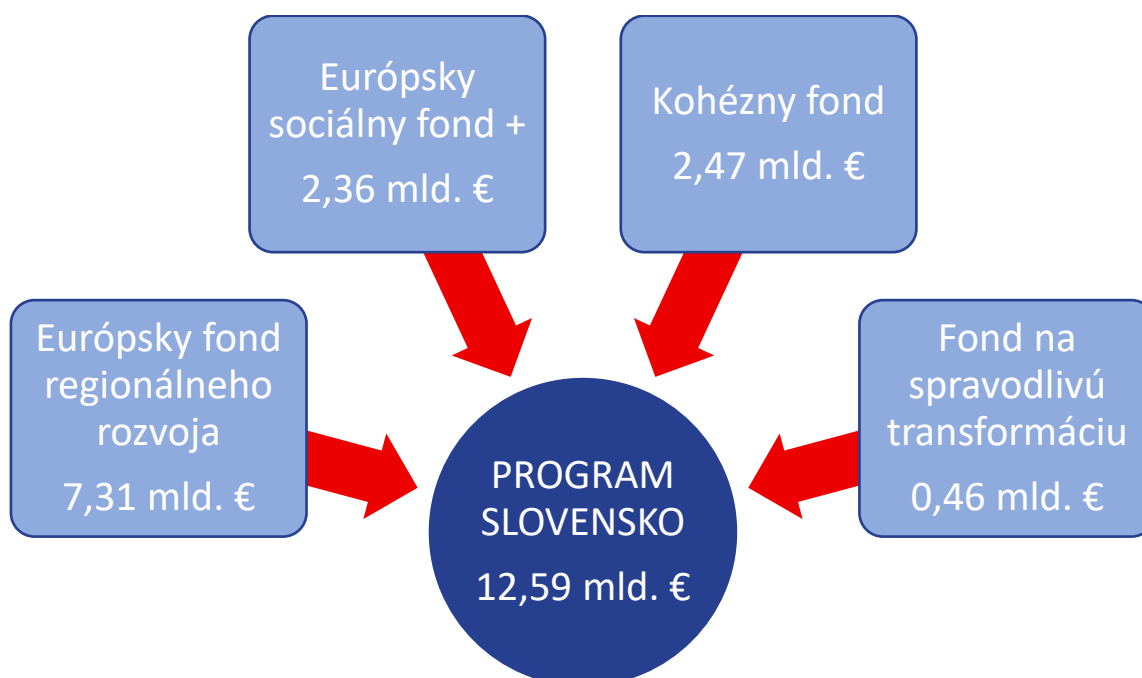 Európsky
sociálny fond +
2,36 mld. €
Kohézny fond
2,47 mld. €
Európsky fond
regionálneho
rozvoja
7,31 mld. €
Fond na
spravodlivú
transformáciu
0,46 mld. €
PROGRAM
SLOVENSKO
12,59 mld. €